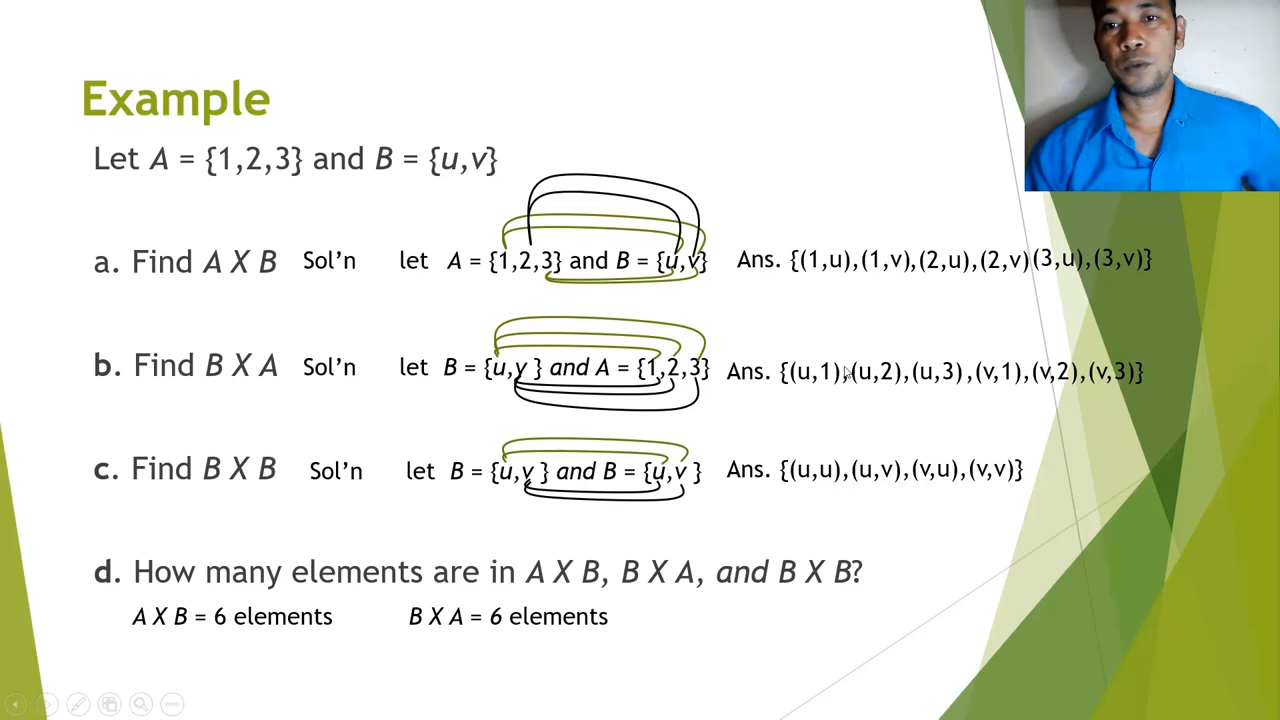 Example
Let A = {1,2,3} and B = {u,v}
a. Find A X B Sol’n let A = {1,2,3} and B = {u,v} Ans. {(1,u),(1,v),(2,u),(2,v)(3,u),(3,v)}
b. Find B X A Sol’n let B = {u,v } and A = {1,2,3} Ans. {(u,1),(u,2),(u,3),(v,1),(v,2),(v,3)}
c. Find B X B Sol’n let B = {u,v } and B = {u,v } Ans. {(u,u),(u,v),(v,u),(v,v)}
d. How many elements are in A X B, B X A, and B X B?
A X B = 6 elements B X A = 6 elements